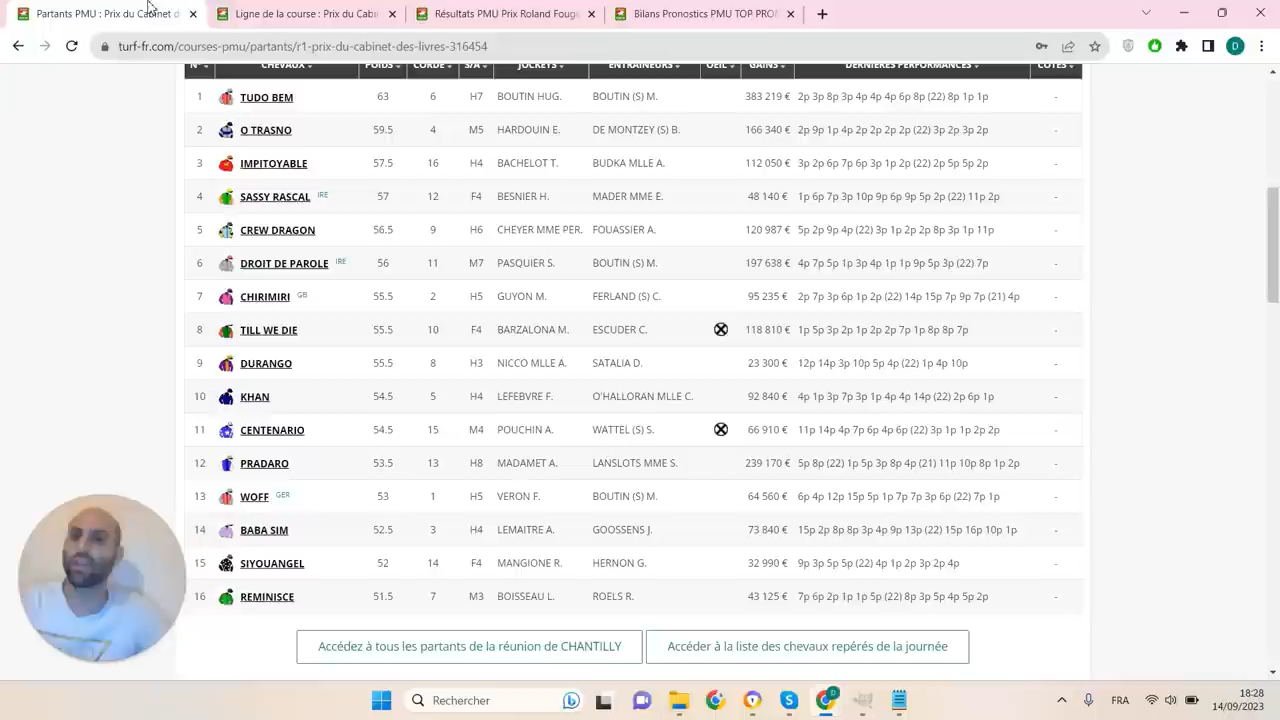 Partants : Prix du Cabinet d
Ligne de la course : Prix du Cabi
Résultats PMU Prix Roland Foug
Bilans Pronostics PMU TOP PRO
turf-fr.com/courses-pmu/partants/r1-prix-du-cabinet-des-livres-316454
N° CHEVAUX POIDS CORDE S/A JOCKEYS ENTRAINEURS OEIL GAINS DERNIÈRES PERFORMANCES COTES
1 TUDO BEM 63 6 H7 BOUTIN HUG. BOUTIN (S) M. 383 219 € 2p 3p 8p 3p 4p 4p 4p 6p 8p (22) 8p 1p 1p -
2 O TRASNO 59.5 4 M5 HARDOUIN E. DE MONTZEY (S) B. 166 340 € 2p 9p 1p 4p 2p 2p 2p 2p (22) 3p 2p 3p 2p -
3 IMPITOYABLE 57.5 16 H4 BACHELOT T. BUDKA MLLE A. 112 050 € 3p 2p 6p 7p 6p 3p 1p 2p (22) 2p 5p 5p 2p -
4 SASSY RASCAL IRE 57 12 F4 BESNIER H. MADER MME E. 48 140 € 1p 6p 7p 3p 10p 9p 6p 9p 5p 2p (22) 11p 2p -
5 CREW DRAGON 56.5 9 H6 CHEYER MME PER. FOUASSIER A. 120 987 € 5p 2p 9p 4p (22) 3p 1p 2p 2p 8p 3p 1p 11p -
6 DROIT DE PAROLE IRE 56 11 M7 PASQUIER S. BOUTIN (S) M. 197 638 € 4p 7p 5p 1p 3p 4p 1p 1p 9p 5p 3p (22) 7p -
7 CHIRIMIRI GB 55.5 2 H5 GUYON M. FERLAND (S) C. 95 235 € 2p 7p 3p 6p 1p 2p (22) 14p 15p 7p 9p 7p (21) 4p -
8 TILL WE DIE 55.5 10 F4 BARZALONA M. ESCUDER C. 118 810 € 1p 5p 3p 2p 1p 2p 2p 7p 1p 8p 8p 7p -
9 DURANGO 55.5 8 H3 NICCO MLLE A. SATALIA D. 23 300 € 12p 14p 3p 10p 5p 4p (22) 1p 4p 10p -
10 KHAN 54.5 5 H4 LEFEBVRE F. O'HALLORAN MLLE C. 92 840 € 4p 1p 3p 7p 3p 1p 4p 4p 14p (22) 2p 6p 1p -
11 CENTENARIO 54.5 15 M4 POUCHIN A. WATTEL (S) S. 66 910 € 11p 14p 4p 7p 6p 4p 6p (22) 3p 1p 1p 2p 2p -
12 PRADARO 53.5 13 H8 MADAMET A. LANSLOTS MME S. 239 170 € 5p 8p (22) 1p 5p 3p 8p 4p (21) 11p 10p 8p 1p 2p -
13 WOFF GER 53 1 H5 VERON F. BOUTIN (S) M. 64 560 € 6p 4p 12p 15p 5p 1p 7p 7p 3p 6p (22) 7p 1p -
14 BABA SIM 52.5 3 H4 LEMAITRE A. GOOSSENS J. 73 840 € 15p 2p 8p 8p 3p 4p 9p 13p (22) 15p 16p 10p 1p -
15 SIYOUANGEL 52 14 F4 MANGIONE R. HERNON G. 32 990 € 9p 3p 5p 5p (22) 4p 1p 2p 3p 2p 4p -
16 REMINISCE 51.5 7 M3 BOISSEAU L. ROELS R. 43 125 € 7p 6p 2p 1p 1p 5p (22) 8p 3p 5p 4p 5p 2p -
Accédez à tous les partants de la réunion de CHANTILLY
Accéder à la liste des chevaux repérés de la journée
Rechercher
FRA
18:28
14/09/2023